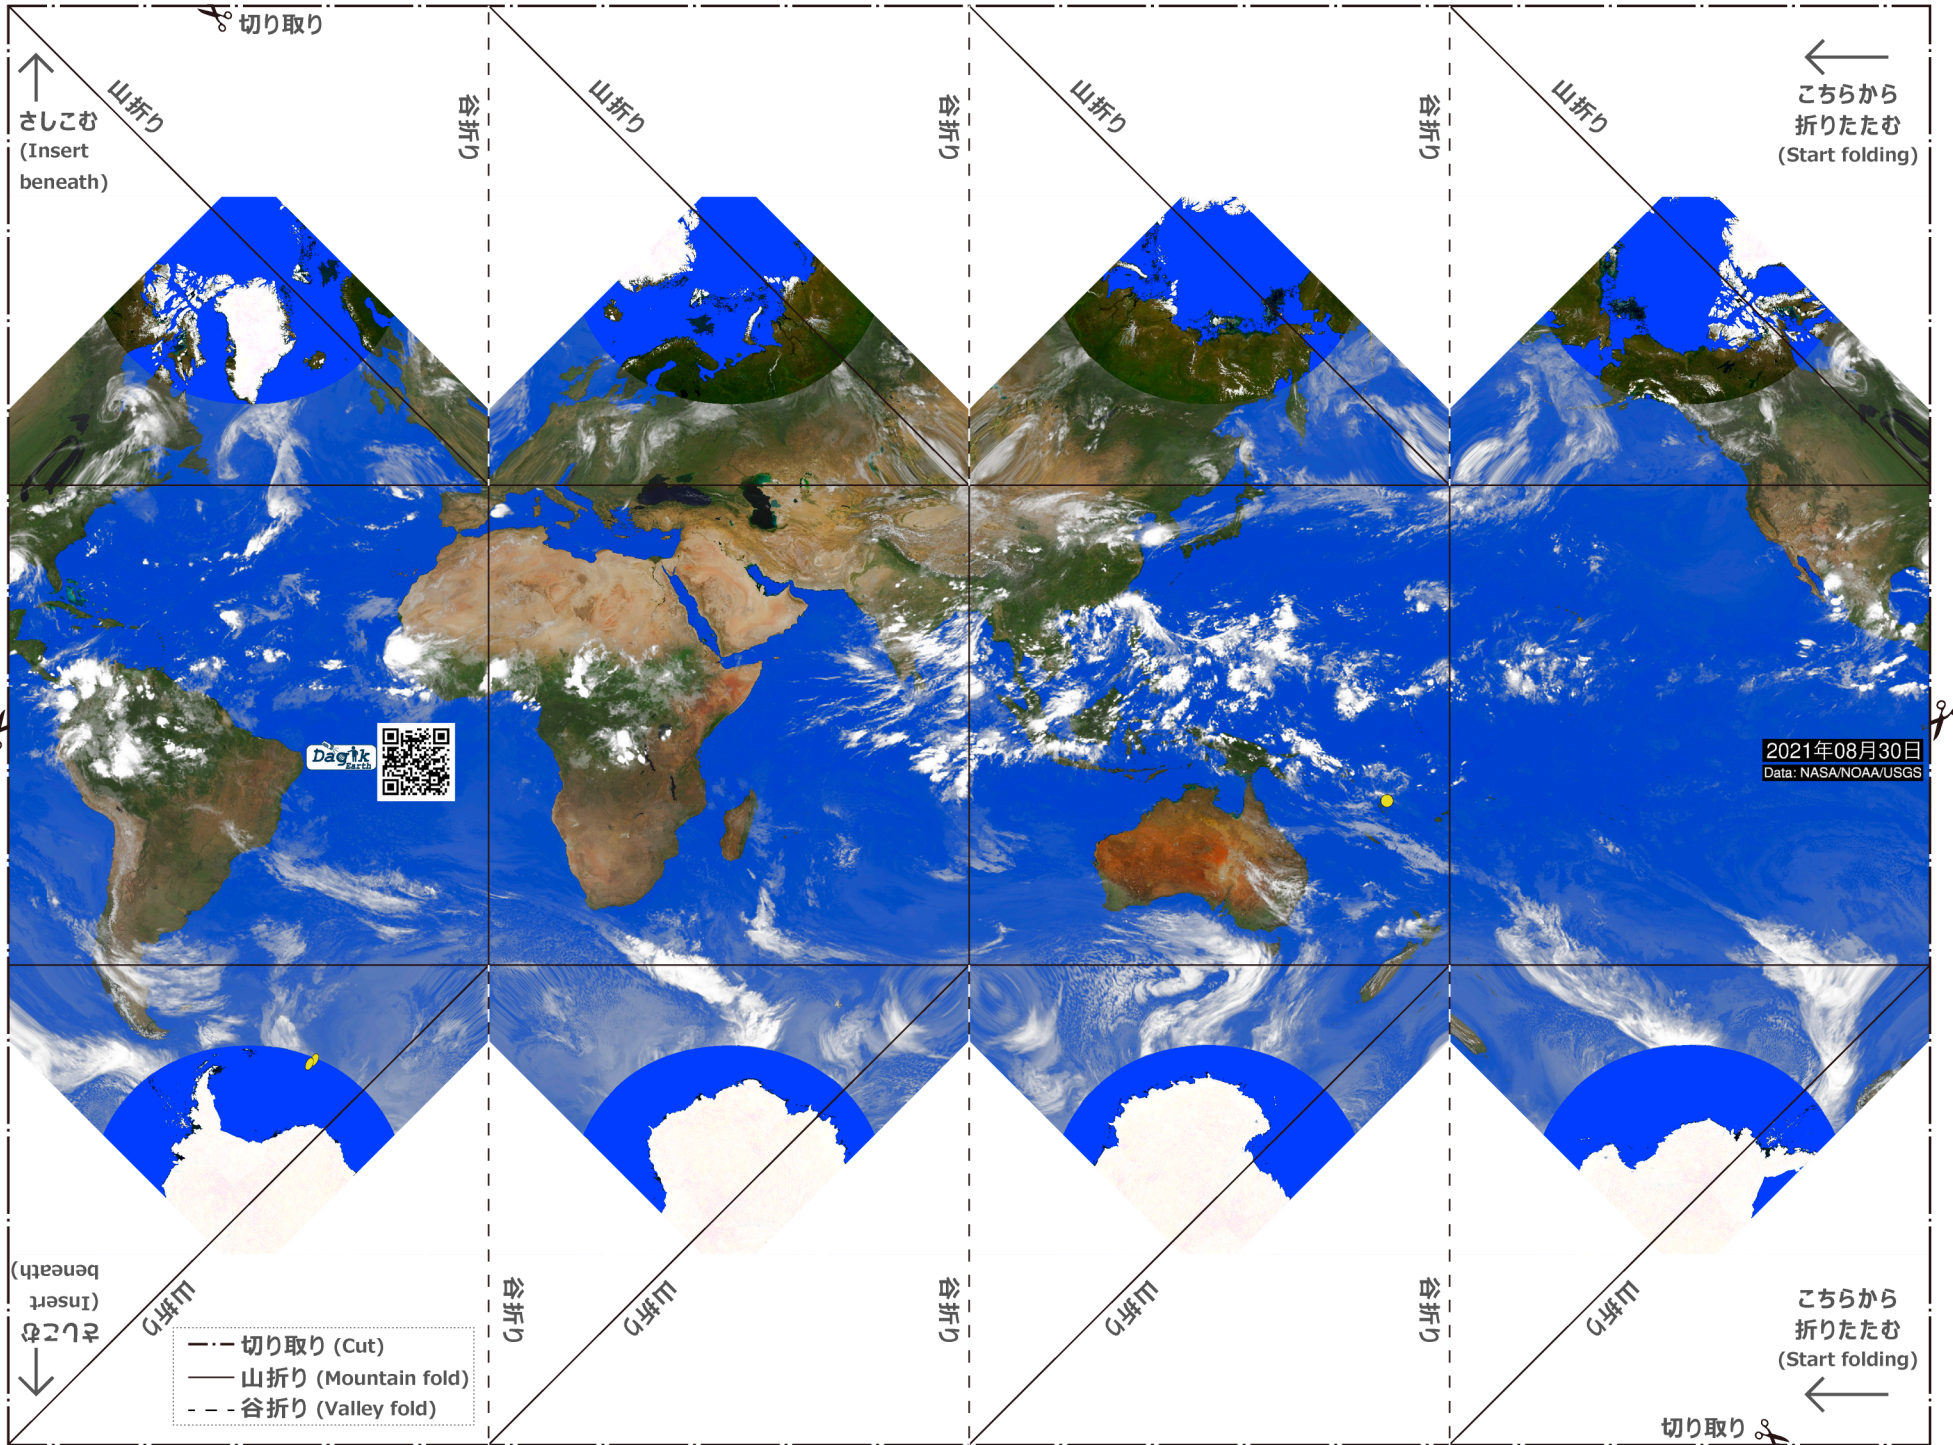 切り取り
さしこむ
(Insert
beneath)
山折り
谷折り
山折り
谷折り
山折り
谷折り
山折り
こちらから
折りたたむ
(Start folding)
Dagik
Earth
2021年08月30日
Data: NASA/NOAA/USGS
さしこむ
(Insert
beneath)
山折り
谷折り
山折り
谷折り
山折り
谷折り
山折り
こちらから
折りたたむ
(Start folding)
切り取り (Cut)
山折り (Mountain fold)
谷折り (Valley fold)
切り取り